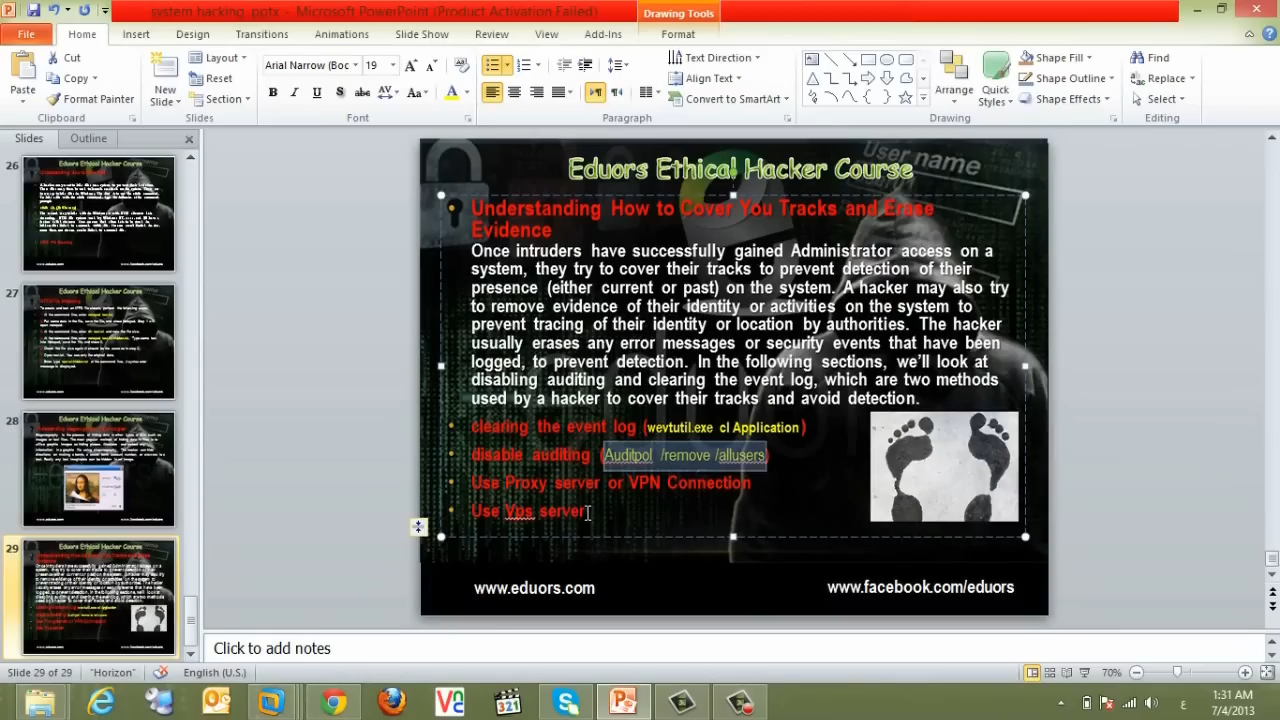 system hacking .pptx - Microsoft PowerPoint (Product Activation Failed)
Drawing Tools
File
Home
Insert
Design
Transitions
Animations
Slide Show
Review
View
Add-Ins
Format
Paste
Cut
Copy
Format Painter
Clipboard
New Slide
Layout
Reset
Section
Slides
Arial Narrow (Boc
19
Font
Text Direction
Align Text
Convert to SmartArt
Paragraph
Arrange
Quick Styles
Shape Fill
Shape Outline
Shape Effects
Drawing
Find
Replace
Select
Editing
Slides
Outline
26
27
28
29
Eduors Ethical Hacker Course
Understanding How to Cover You Tracks and Erase
Evidence
Once intruders have successfully gained Administrator access on a
system, they try to cover their tracks to prevent detection of their
presence (either current or past) on the system. A hacker may also try
to remove evidence of their identity or activities on the system to
prevent tracing of their identity or location by authorities. The hacker
usually erases any error messages or security events that have been
logged, to prevent detection. In the following sections, we'll look at
disabling auditing and clearing the event log, which are two methods
used by a hacker to cover their tracks and avoid detection.
clearing the event log (wevtutil.exe cl Application)
disable auditing (Auditpol /remove /allusers)
Use Proxy server or VPN Connection
Use Vps server
User name
www.eduors.com
www.facebook.com/eduors
Click to add notes
Slide 29 of 29
"Horizon"
English (U.S.)
70%
321
ع
1:31 AM
7/4/2013